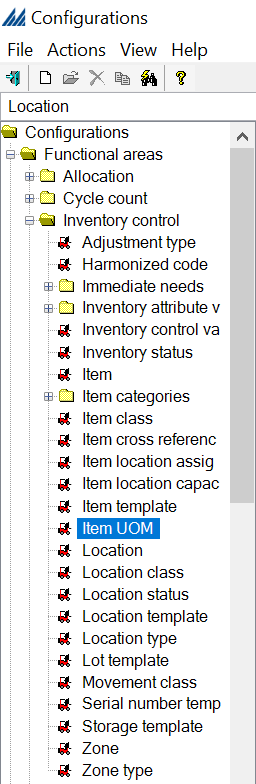 Configurations
File Actions View Help
Location
Configurations
Functional areas
Allocation
Cycle count
Inventory control
Adjustment type
Harmonized code
Immediate needs
Inventory attribute v
Inventory control va
Inventory status
Item
Item categories
Item class
Item cross referenc
Item location assig
Item location capac
Item template
Item UOM
Location
Location class
Location status
Location template
Location type
Lot template
Movement class
Serial number temp
Storage template
Zone
Zone type